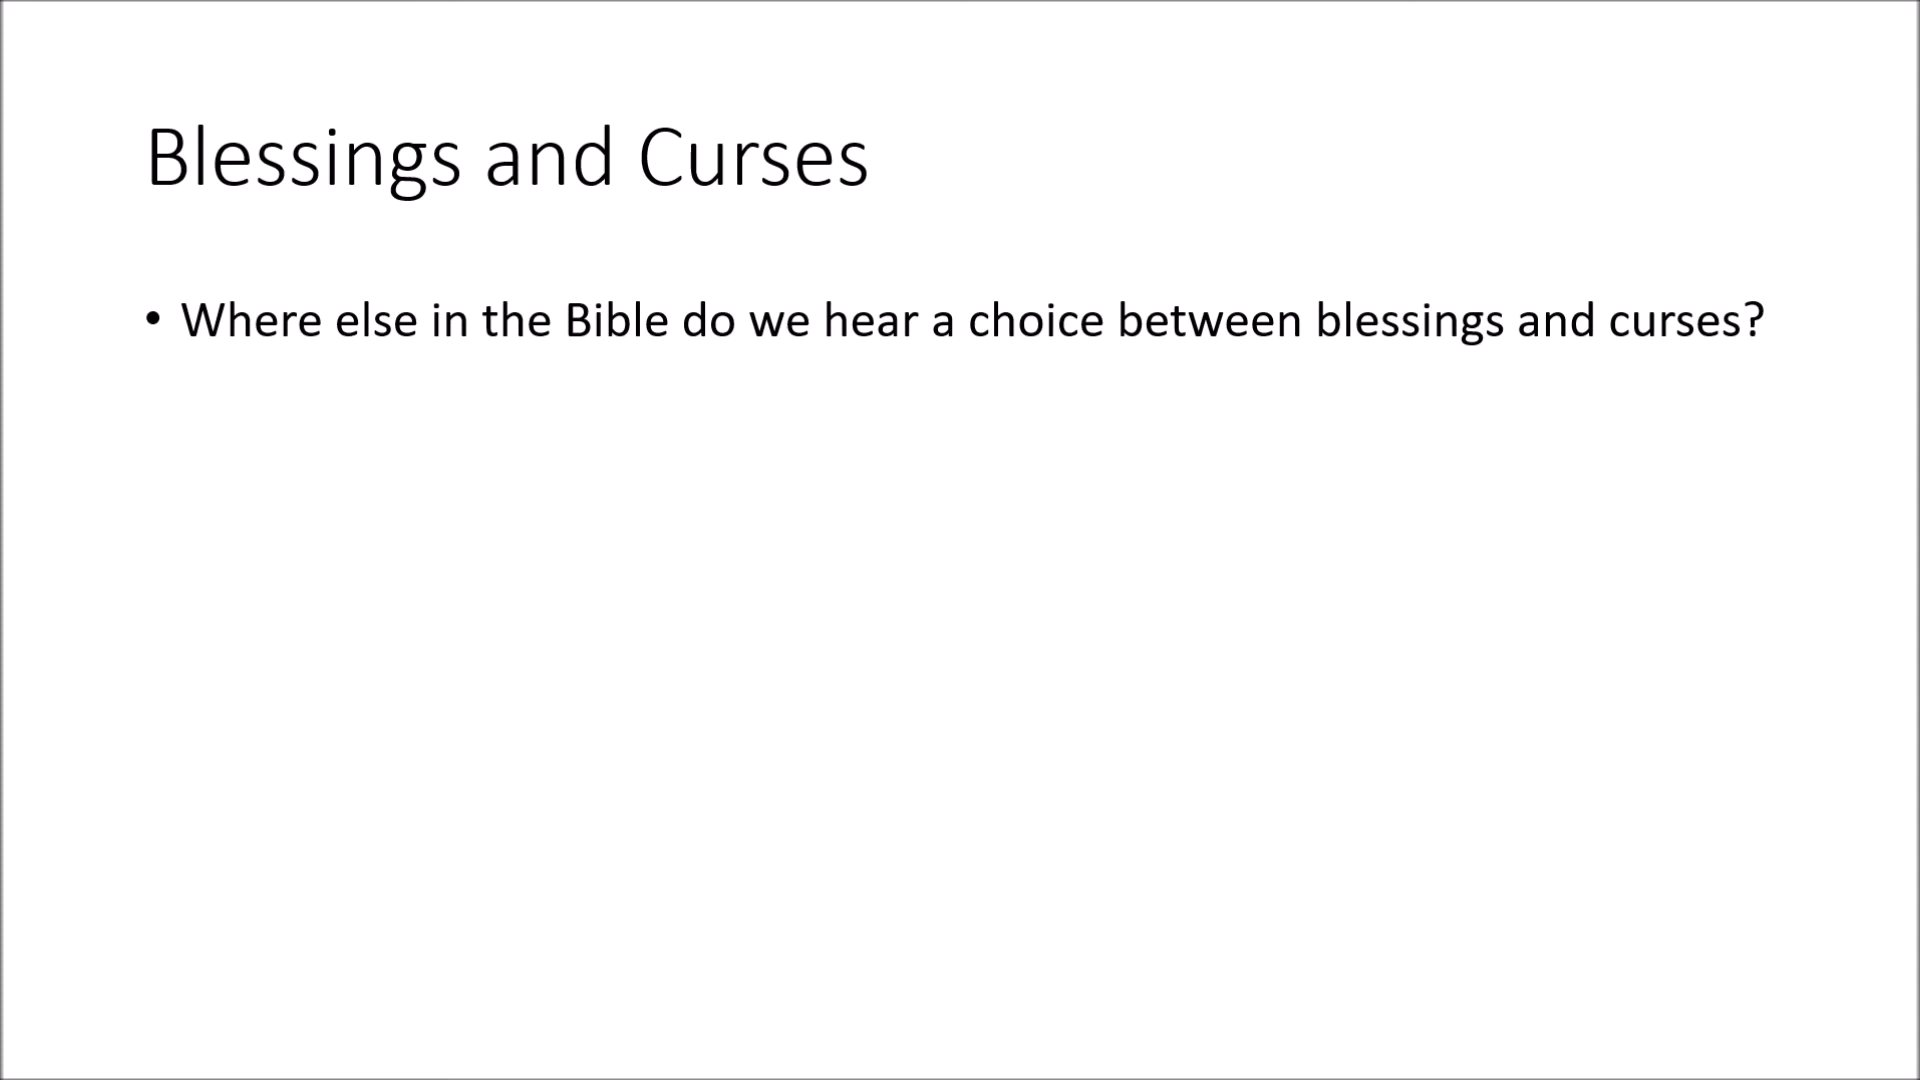 Blessings and Curses
• Where else in the Bible do we hear a choice between blessings and curses?